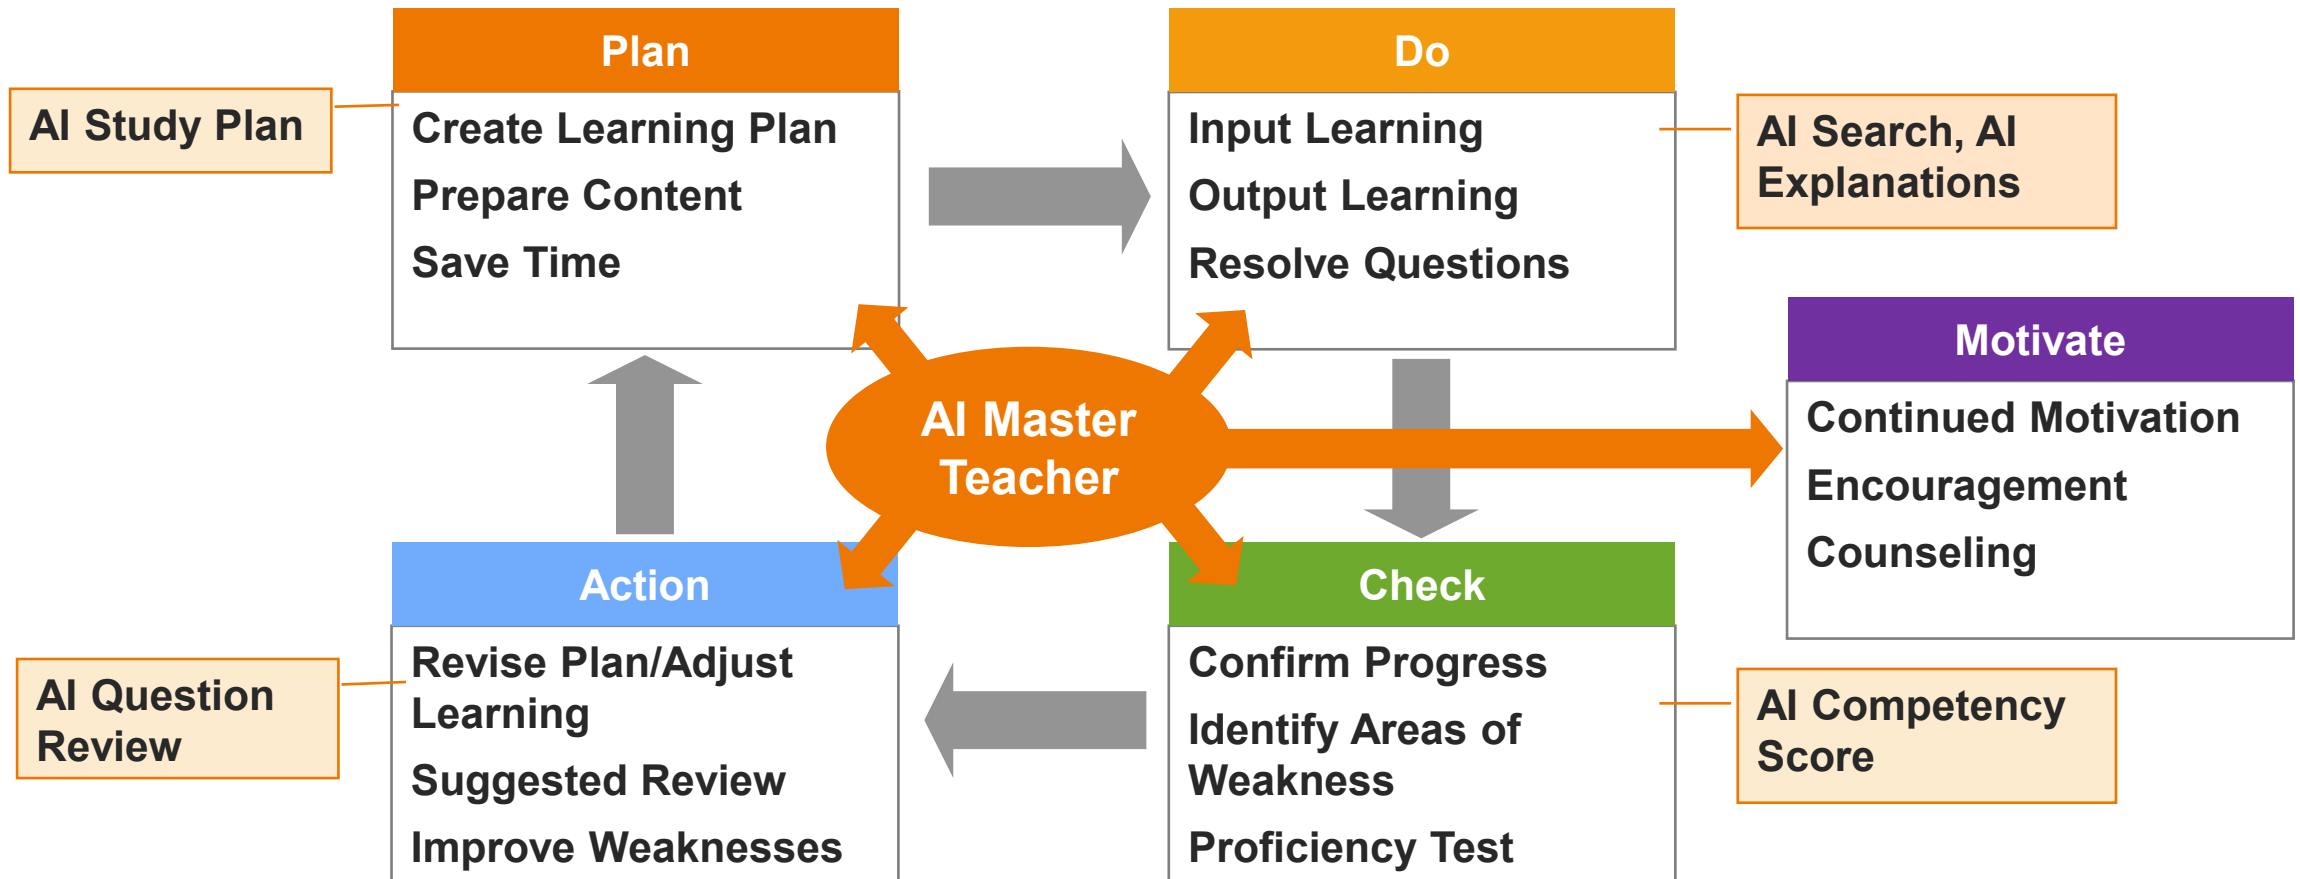 Plan
AI Study Plan
Create Learning Plan
Prepare Content
Save Time
Do
Input Learning
Output Learning
Resolve Questions
AI Search, AI
Explanations
Motivate
Continued Motivation
Encouragement
Counseling
AI Master
Teacher
Action
AI Question
Review
Revise Plan/Adjust
Learning
Suggested Review
Improve Weaknesses
Check
Confirm Progress
Identify Areas of
Weakness
Proficiency Test
AI Competency
Score